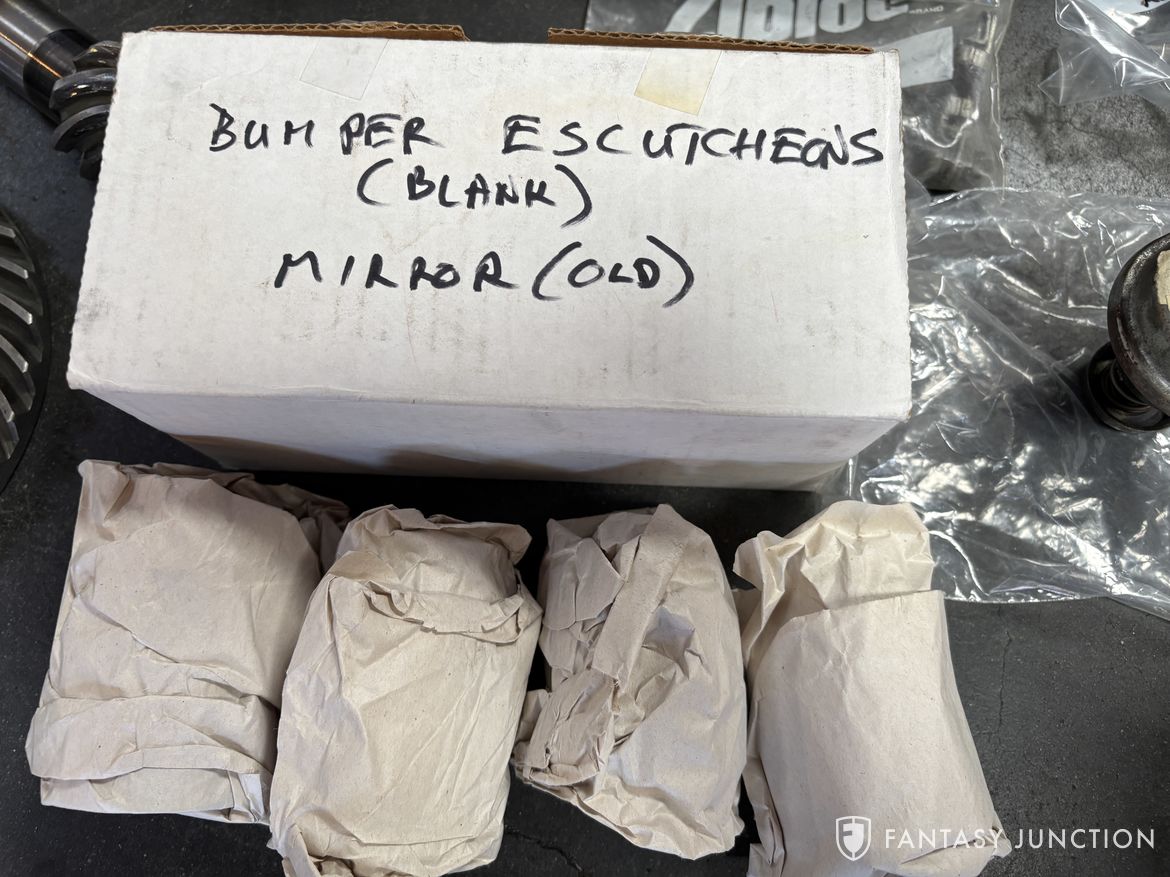 BUMPER ESCUTCHEONS
(BLANK)
MIRROR (OLD)
FANTASY JUNCTION